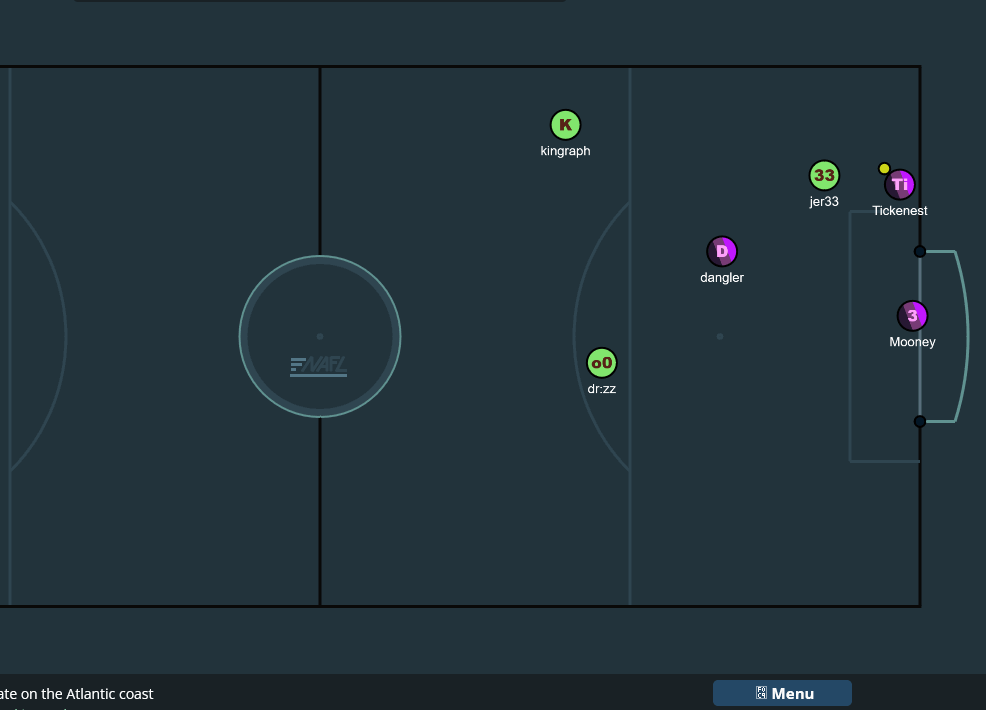 K
kingraph
33
jer33
Ti
Tickenest
D
dangler
3
Mooney
NAFL
o0
dr:zz
ate on the Atlantic coast
Menu